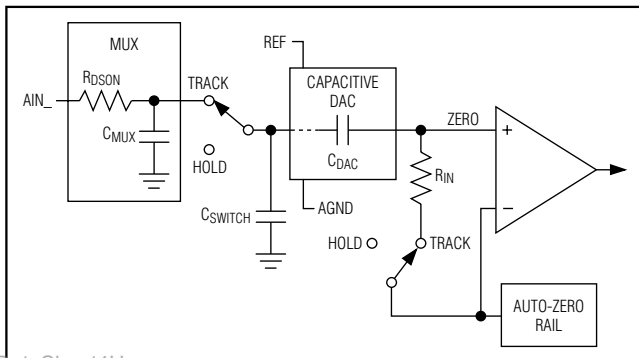 MUX
REF
RDSON
TRACK
CAPACITIVE
DAC
AIN_
ZERO
+
CMUX
CDAC
HOLD
RIN
−
CSWITCH
AGND
HOLD
TRACK
AUTO-ZERO
RAIL